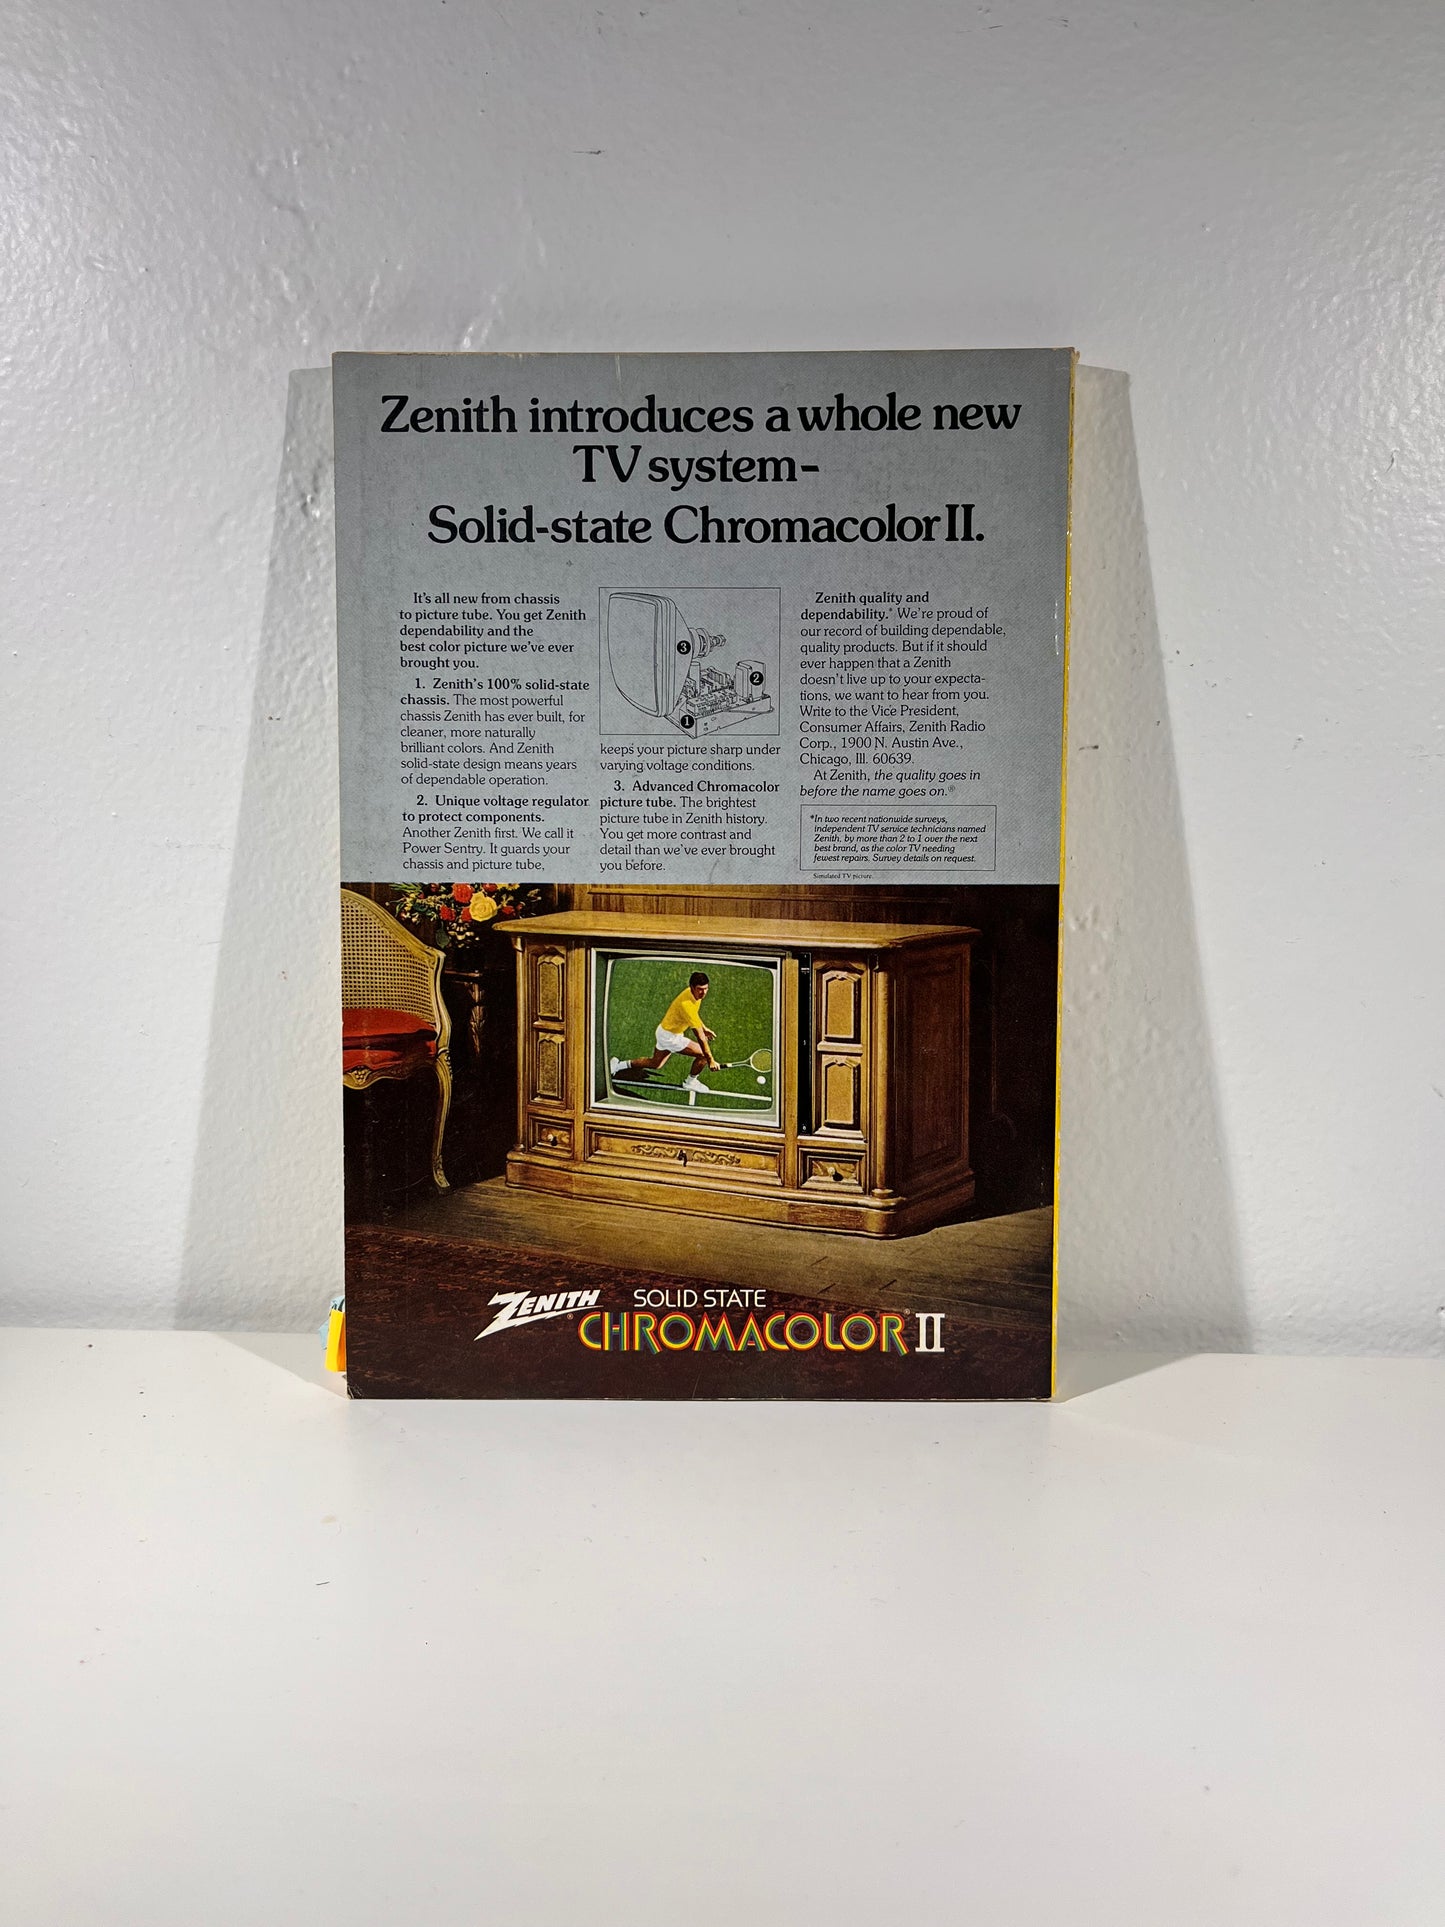 Zenith introduces a whole new
TV system-
Solid-state Chromacolor II.
It's all new from chassis
to picture tube. You get Zenith
dependability and the
best color picture we've ever
brought you.
1. Zenith's 100% solid-state
chassis. The most powerful
chassis Zenith has ever built, for
cleaner, more naturally
brilliant colors. And Zenith
solid-state design means years
of dependable operation.
2. Unique voltage regulator
to protect components.
Another Zenith first. We call it
Power Sentry. It guards your
chassis and picture tube,
3
2
1
keeps your picture sharp under
varying voltage conditions.
3. Advanced Chromacolor
picture tube. The brightest
picture tube in Zenith history.
You get more contrast and
detail than we've ever brought
you before.
Zenith quality and
dependability.* We're proud of
our record of building dependable,
quality products. But if it should
ever happen that a Zenith
doesn't live up to your expecta-
tions, we want to hear from you.
Write to the Vice President,
Consumer Affairs, Zenith Radio
Corp., 1900 N. Austin Ave.,
Chicago, Ill. 60639.
At Zenith, the quality goes in
before the name goes on.®
*In two recent nationwide surveys,
independent TV service technicians named
Zenith, by more than 2 to 1 over the next
best brand, as the color TV needing
fewest repairs. Survey details on request.
Simulated TV picture.
ZENITH® SOLID STATE
CHROMACOLOR® II